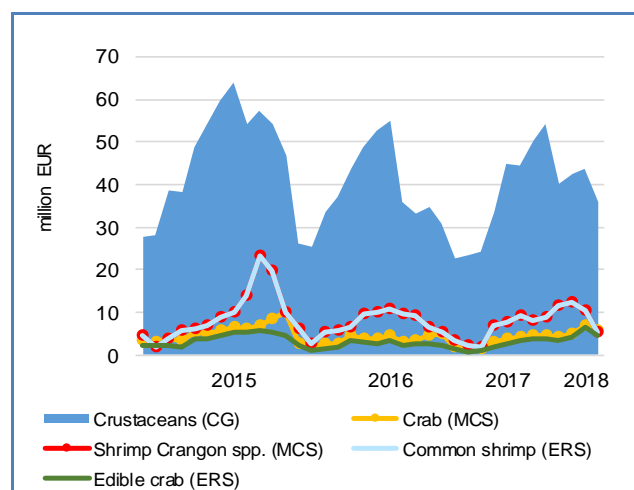 million EUR
70
60
50
40
30
20
10
0
2015 2016 2017 2018
Crustaceans (CG) Crab (MCS)
Shrimp Crangon spp. (MCS) Common shrimp (ERS)
Edible crab (ERS)